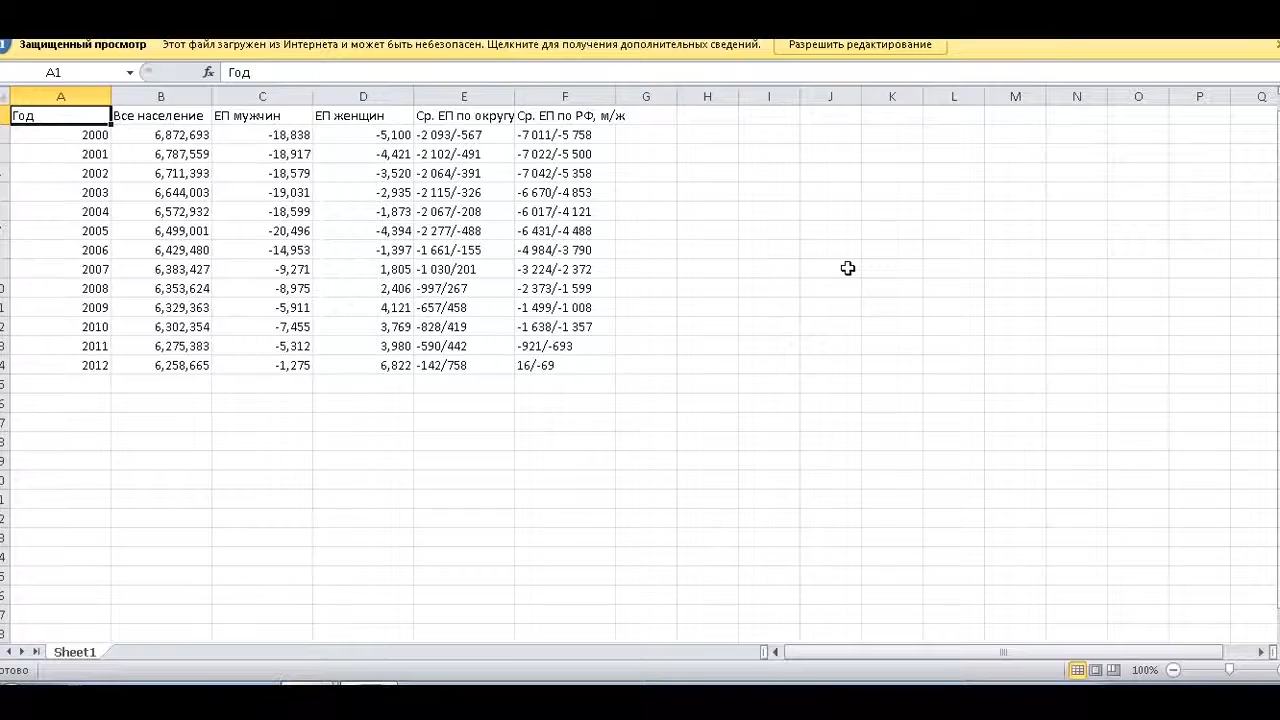 Защищенный просмотр Этот файл загружен из Интернета и может быть небезопасен. Щелкните для получения дополнительных сведений. Разрешить редактирование
A1 fx Год
A B C D E F G H I J K L M N O P Q
Год Все население ЕП мужчин ЕП женщин Ср. ЕП по округу Ср. ЕП по РФ, м/ж
2000 6,872,693 -18,838 -5,100 -2 093/-567 -7 011/-5 758
2001 6,787,559 -18,917 -4,421 -2 102/-491 -7 022/-5 500
2002 6,711,393 -18,579 -3,520 -2 064/-391 -7 042/-5 358
2003 6,644,003 -19,031 -2,935 -2 115/-326 -6 670/-4 853
2004 6,572,932 -18,599 -1,873 -2 067/-208 -6 017/-4 121
2005 6,499,001 -20,496 -4,394 -2 277/-488 -6 431/-4 488
2006 6,429,480 -14,953 -1,397 -1 661/-155 -4 984/-3 790
2007 6,383,427 -9,271 1,805 -1 030/201 -3 224/-2 372
2008 6,353,624 -8,975 2,406 -997/267 -2 373/-1 599
2009 6,329,363 -5,911 4,121 -657/458 -1 499/-1 008
2010 6,302,354 -7,455 3,769 -828/419 -1 638/-1 357
2011 6,275,383 -5,312 3,980 -590/442 -921/-693
2012 6,258,665 -1,275 6,822 -142/758 16/-69
Sheet1
отово 100%